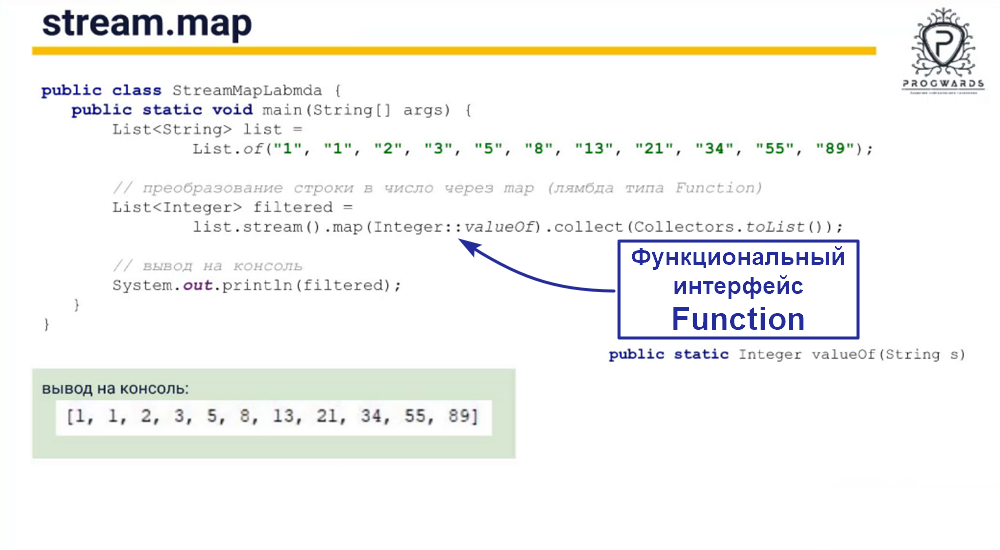 stream.map
PROGWARDS
public class StreamMapLabmda {
public static void main(String[] args) {
List<String> list =
List.of("1", "1", "2", "3", "5", "8", "13", "21", "34", "55", "89");
// преобразование строки в число через map (лямбда типа Function)
List<Integer> filtered =
list.stream().map(Integer::valueOf).collect(Collectors.toList());
// вывод на консоль
System.out.println(filtered);
}
}
Функциональный
интерфейс
Function
public static Integer valueOf(String s)
вывод на консоль:
[1, 1, 2, 3, 5, 8, 13, 21, 34, 55, 89]